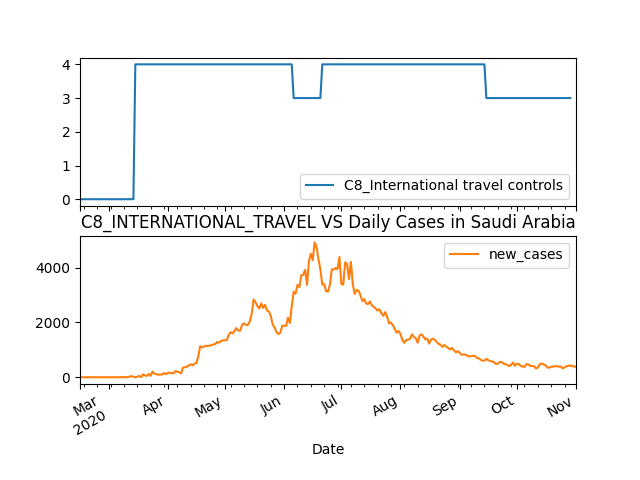 4
3
2
1
0
C8_International travel controls
C8_INTERNATIONAL_TRAVEL VS Daily Cases in Saudi Arabia
4000
2000
0
new_cases
Mar
2020
Apr
May
Jun
Jul
Aug
Sep
Oct
Nov
Date